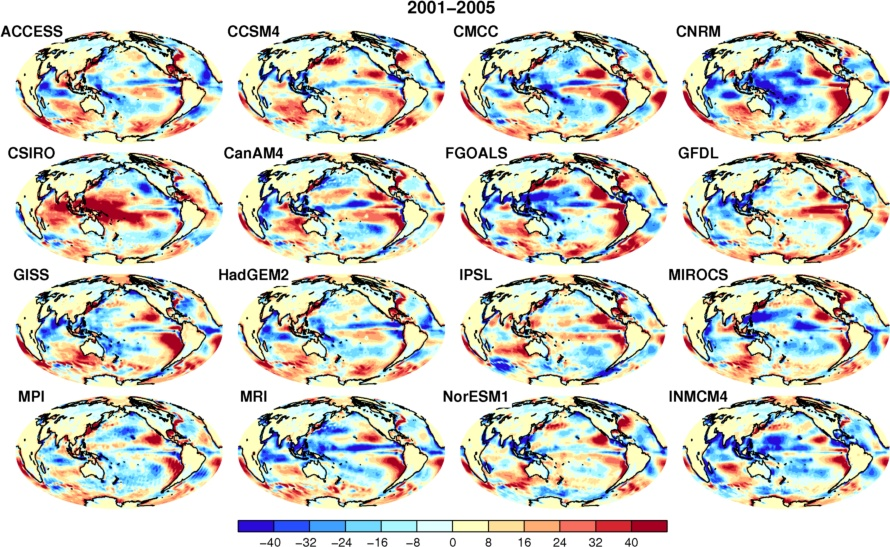 2001–2005
ACCESS CCSM4 CMCC CNRM
CSIRO CanAM4 FGOALS GFDL
GISS HadGEM2 IPSL MIROC5
MPI MRI NorESM1 INMCM4
−40 −32 −24 −16 −8 0 8 16 24 32 40